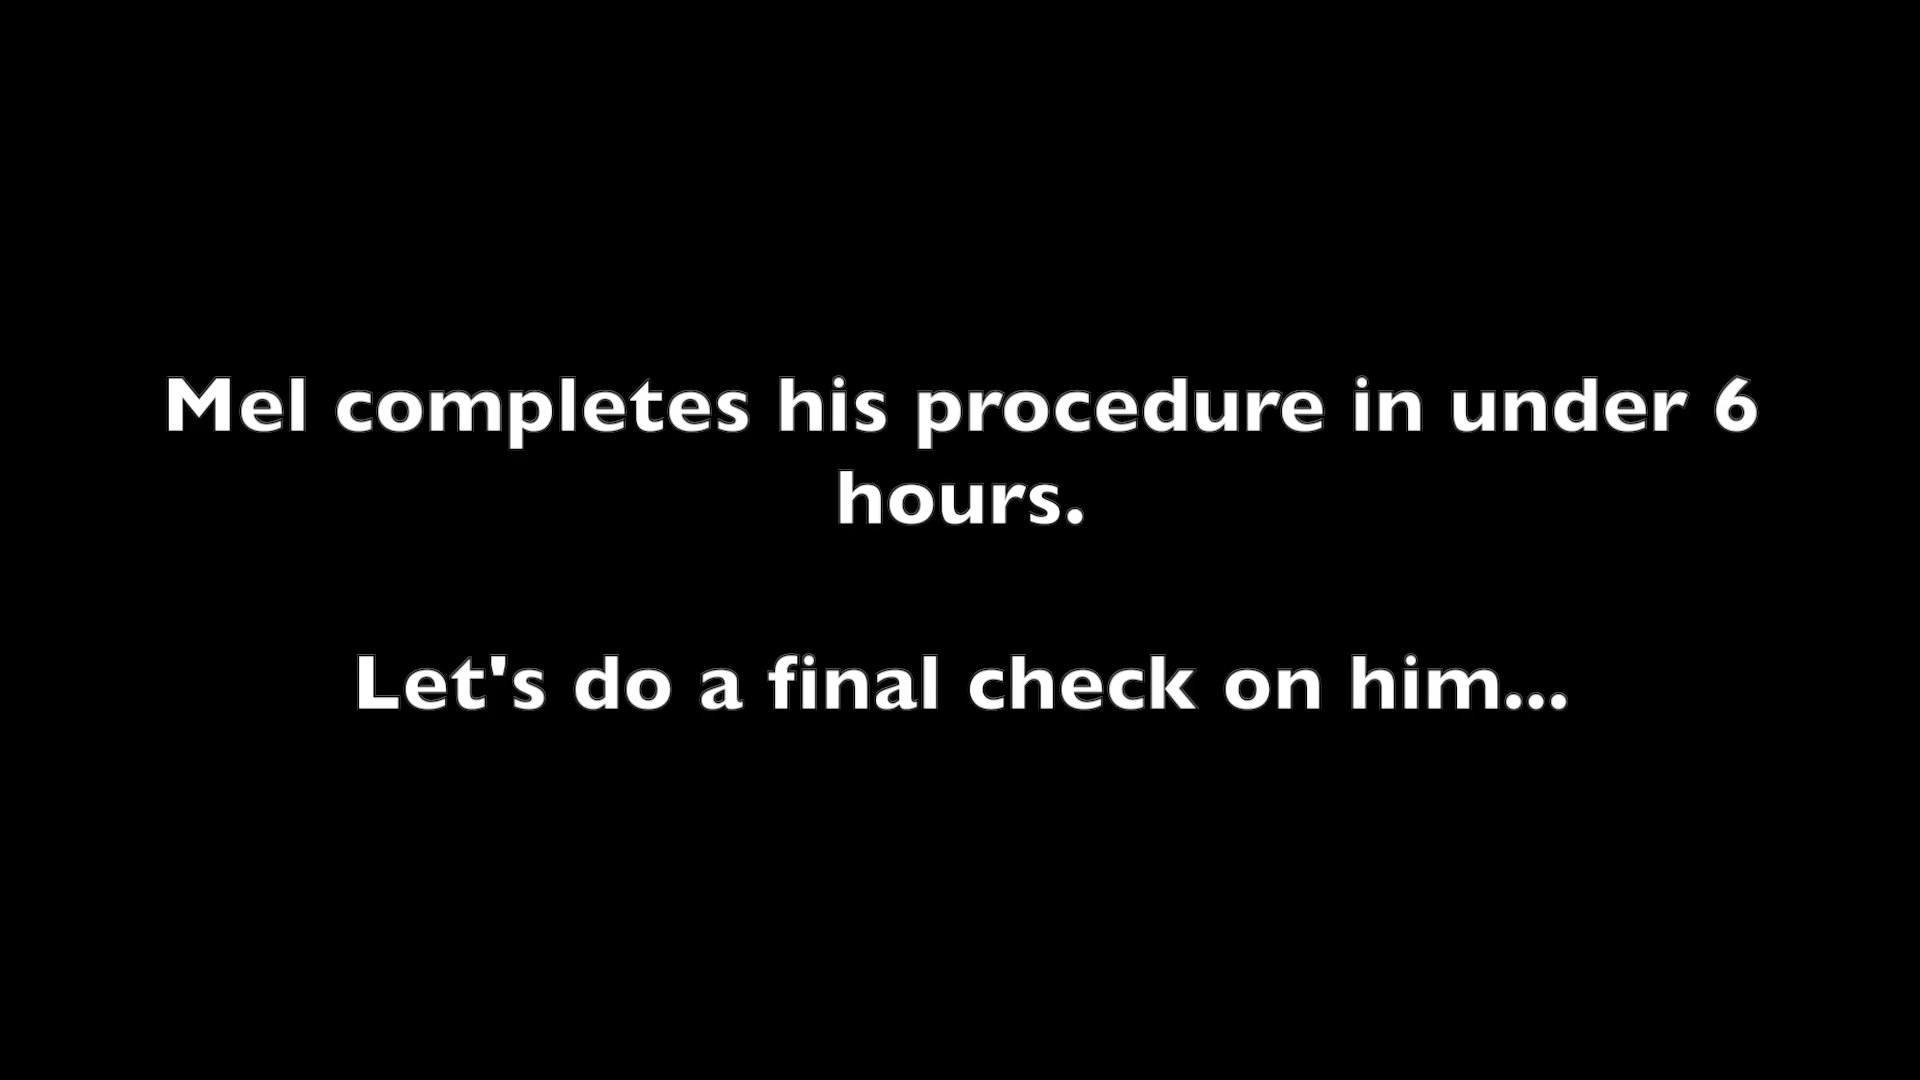 Mel completes his procedure in under 6
hours.
Let's do a final check on him...